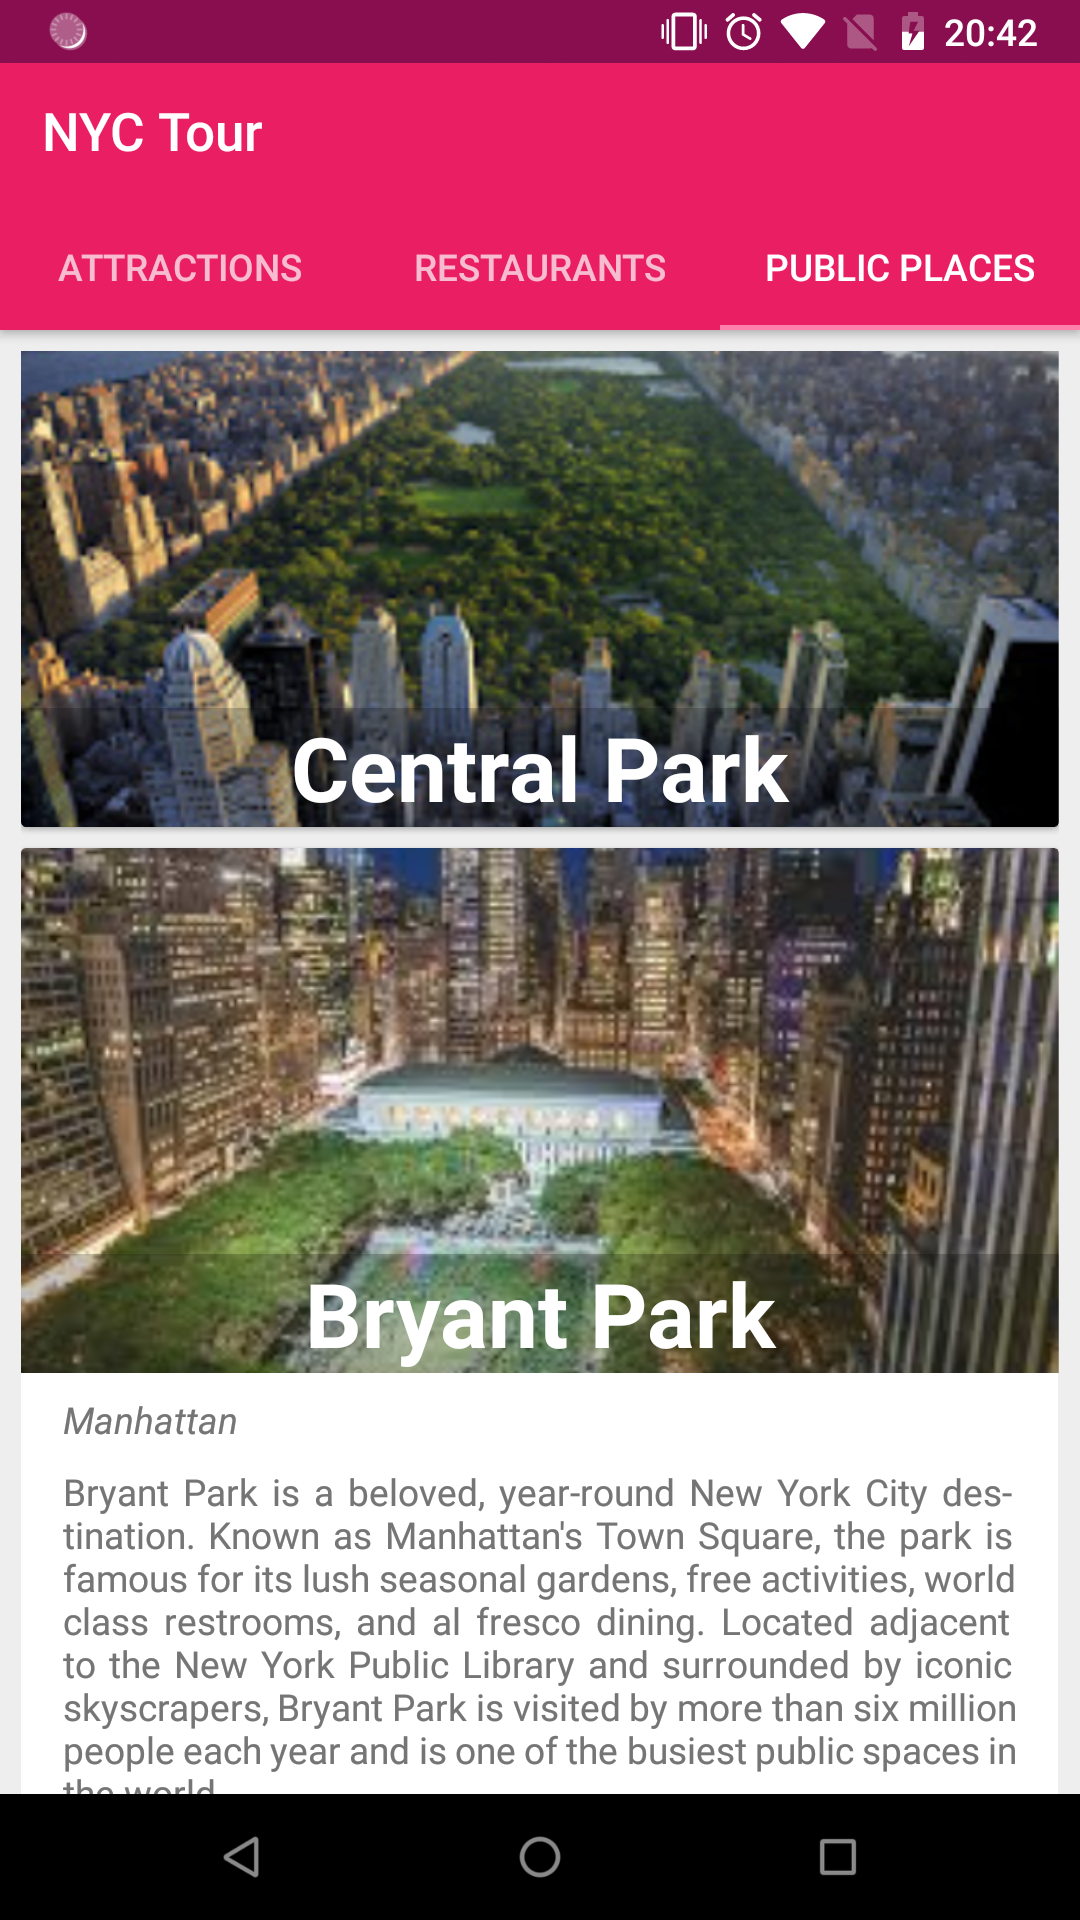 20:42
NYC Tour
ATTRACTIONS RESTAURANTS PUBLIC PLACES
Central Park
Bryant Park
Manhattan
Bryant Park is a beloved, year-round New York City des-
tination. Known as Manhattan's Town Square, the park is
famous for its lush seasonal gardens, free activities, world
class restrooms, and al fresco dining. Located adjacent
to the New York Public Library and surrounded by iconic
skyscrapers, Bryant Park is visited by more than six million
people each year and is one of the busiest public spaces in
the world.